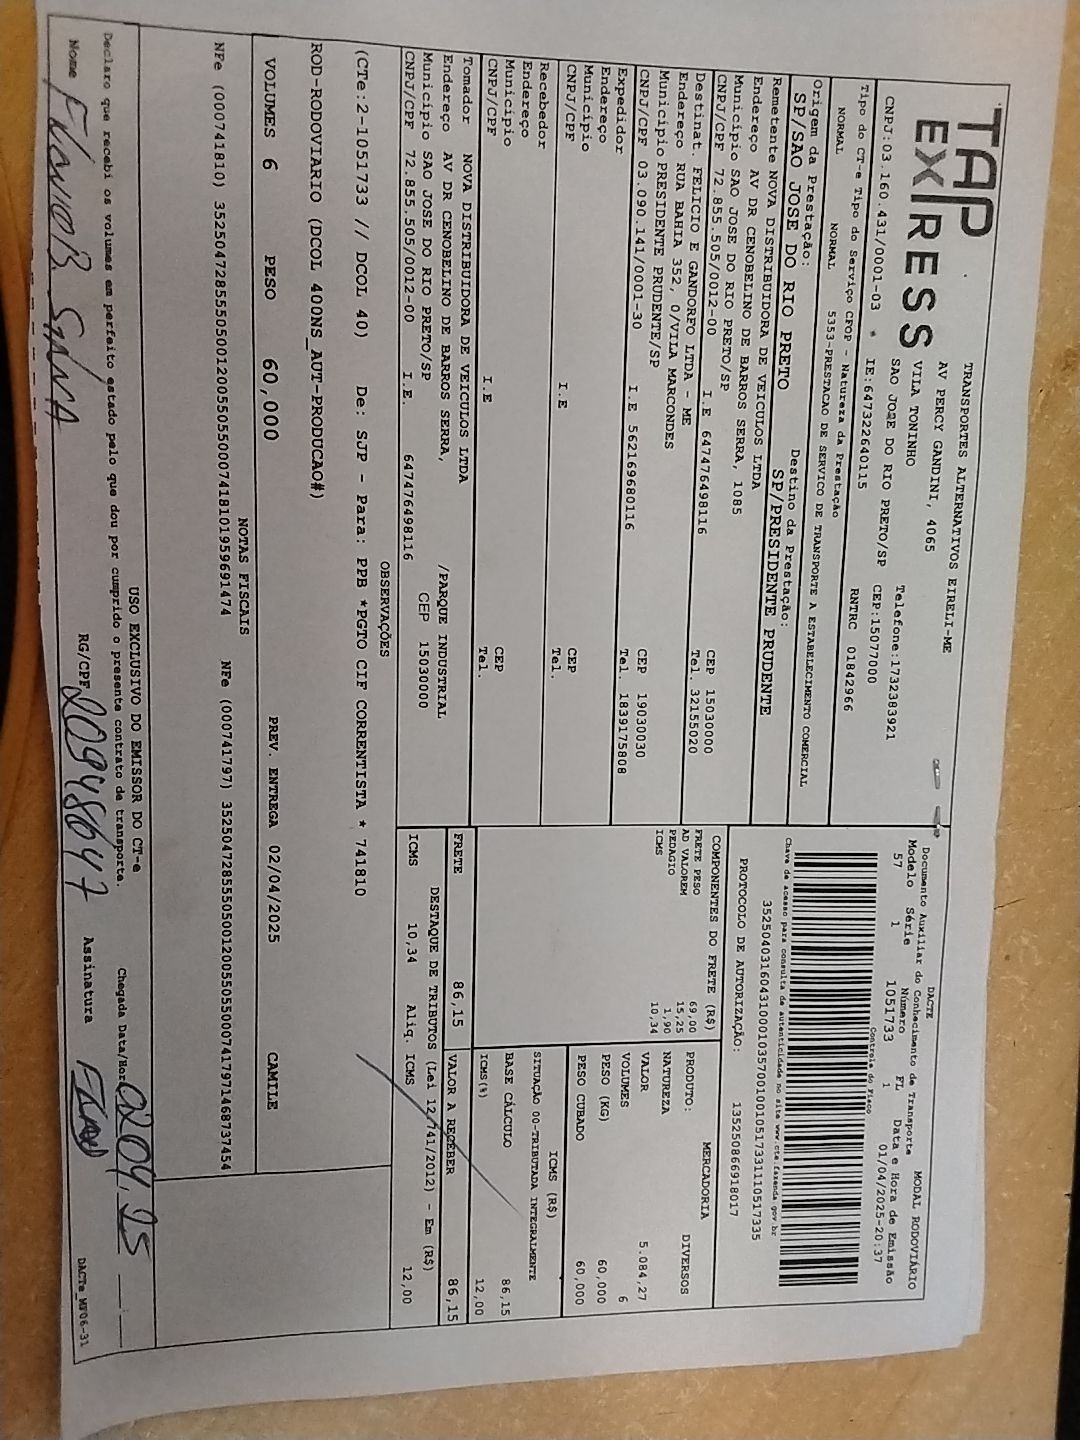 TAP
EXPRESS
TRANSPORTES ALTERNATIVOS EIRELI-ME
AV PERCY GANDINI, 4065
VILA TONINHO
SAO JOSE DO RIO PRETO/SP
Telefone:1732383921
CEP:15077000
CNPJ:03.160.431/0001-03 * IE:647322640115 RNTRC 01842966
Tipo do CT-e Tipo do Serviço CFOP - Natureza da Prestação
NORMAL NORMAL 5353-PRESTACAO DE SERVICO DE TRANSPORTE A ESTABELECIMENTO COMERCIAL
Origem da Prestação: Destino da Prestação:
SP/SAO JOSE DO RIO PRETO SP/PRESIDENTE PRUDENTE
Remetente NOVA DISTRIBUIDORA DE VEICULOS LTDA
Endereço AV DR CENOBELINO DE BARROS SERRA, 1085
Município SAO JOSE DO RIO PRETO/SP CEP 15030000
CNPJ/CPF 72.855.505/0012-00 I.E 647476498116 Tel. 32155020
Destinat. FELICIO E GANDORFO LTDA - ME
Endereço RUA BAHIA 352, 0/VILA MARCONDES
Município PRESIDENTE PRUDENTE/SP CEP 19030030
CNPJ/CPF 03.090.141/0001-30 I.E 562169680116 Tel. 1839175808
Expedidor
Endereço
Município CEP
CNPJ/CPF I.E Tel.
Recebedor
Endereço
Município CEP
CNPJ/CPF I.E Tel.
Tomador NOVA DISTRIBUIDORA DE VEICULOS LTDA
Endereço AV DR CENOBELINO DE BARROS SERRA, /PARQUE INDUSTRIAL
Município SAO JOSE DO RIO PRETO/SP CEP 15030000
CNPJ/CPF 72.855.505/0012-00 I.E. 647476498116
DACTE
Documento Auxiliar do Conhecimento de Transporte MODAL RODOVIÁRIO
Modelo Série Número FL Data e Hora de Emissão
57 1 1051733 1 01/04/2025-20:37
Controle do Fisco
Chave de acesso para consulta de autenticidade no site www.cte.fazenda.gov.br
35250403160431000103570010010517331110517335
PROTOCOLO DE AUTORIZAÇÃO: 135250866918017
COMPONENTES DO FRETE (R$)
FRETE PESO 69,00
AD VALOREM 15,25
PEDAGIO 1,90
ICMS 10,34
MERCADORIA
PRODUTO: DIVERSOS
NATUREZA
VALOR 5.084,27
VOLUMES 6
PESO (KG) 60,000
PESO CUBADO 60,000
ICMS (R$)
SITUAÇÃO 00-TRIBUTADA INTEGRALMENTE
BASE CÁLCULO 86,15
ICMS(%) 12,00
FRETE 86,15 VALOR A RECEBER 86,15
DESTAQUE DE TRIBUTOS (Lei 12.741/2012) - Em (R$)
ICMS 10,34 Aliq. ICMS 12,00
OBSERVAÇÕES
(CTe:2-1051733 // DCOL 40) De: SJP - Para: PPB *PGTO CIF CORRENTISTA * 741810
ROD-RODOVIARIO (DCOL 400NS_AUT-PRODUCAO#)
VOLUMES 6 PESO 60,000 PREV. ENTREGA 02/04/2025 CAMILE
NOTAS FISCAIS
NFe (000741810) 35250472855505001200550550007418101959691474 NFe (000741797) 35250472855505001200550550007417971468737454
USO EXCLUSIVO DO EMISSOR DO CT-e
Declaro que recebi os volumes em perfeito estado pelo que dou por cumprido o presente contrato de transporte. Chegada Data/Hora 02 04 25 :
Nome RG/CPF Assinatura
DACTe_MF06-31